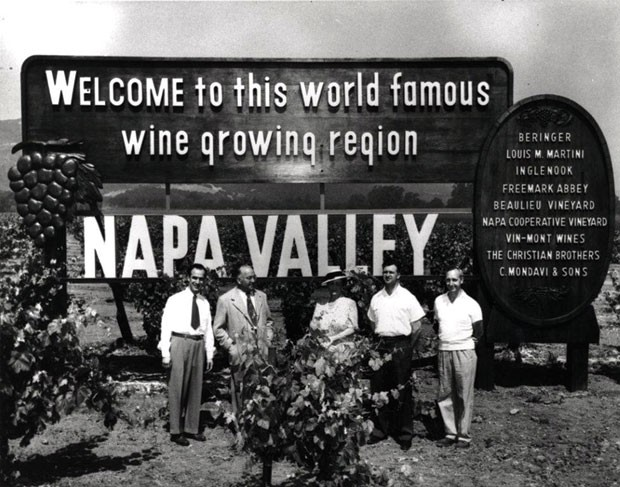 WELCOME to this world famous
wine growing region
NAPA VALLEY
BERINGER
LOUIS M. MARTINI
INGLENOOK
FREEMARK ABBEY
BEAULIEU VINEYARD
NAPA COOPERATIVE VINEYARD
VIN-MONT WINES
THE CHRISTIAN BROTHERS
C. MONDAVI & SONS